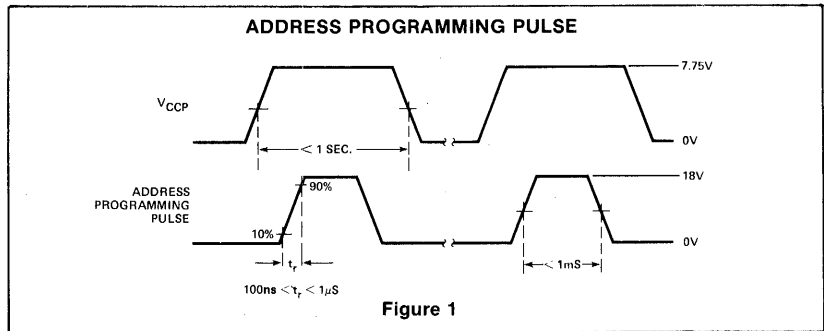 ADDRESS PROGRAMMING PULSE
7.75V
VCCP
0V
< 1 SEC.
18V
ADDRESS
PROGRAMMING
PULSE
90%
10%
0V
tr
< 1mS
100ns < tr < 1μS
Figure 1